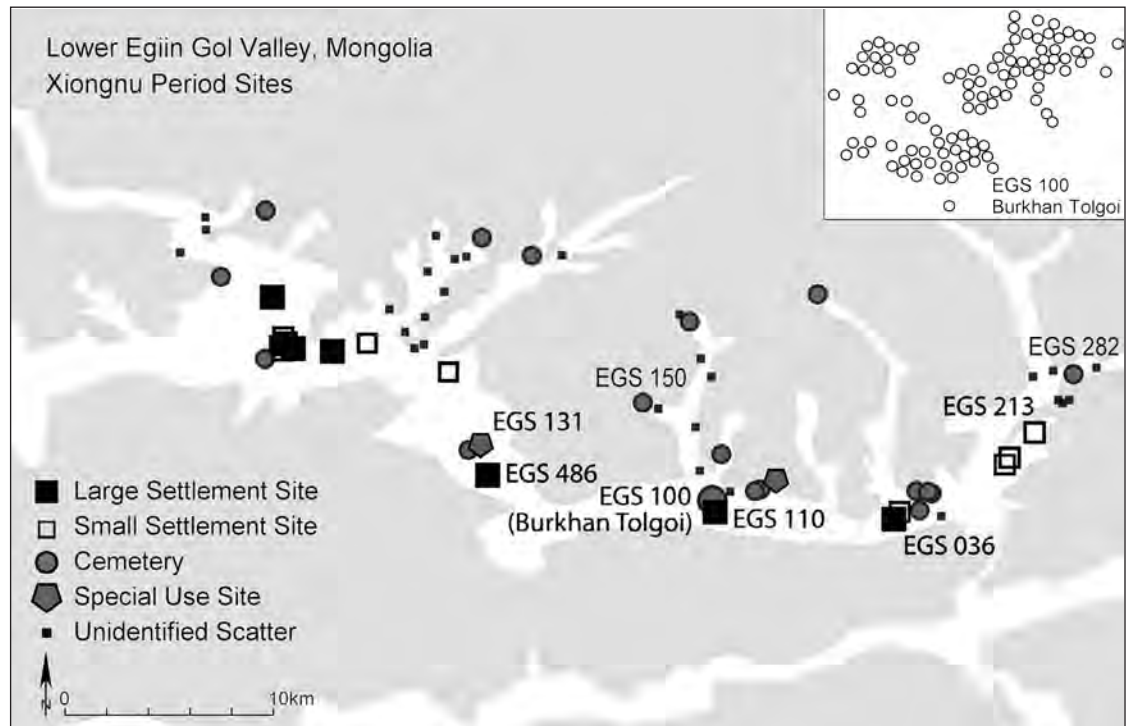 Lower Egiin Gol Valley, Mongolia
Xiongnu Period Sites
EGS 100
Burkhan Tolgoi
EGS 282
EGS 150
EGS 213
EGS 131
EGS 486
EGS 100
(Burkhan Tolgoi)
EGS 110
EGS 036
Large Settlement Site
Small Settlement Site
Cemetery
Special Use Site
Unidentified Scatter
N
0 10km